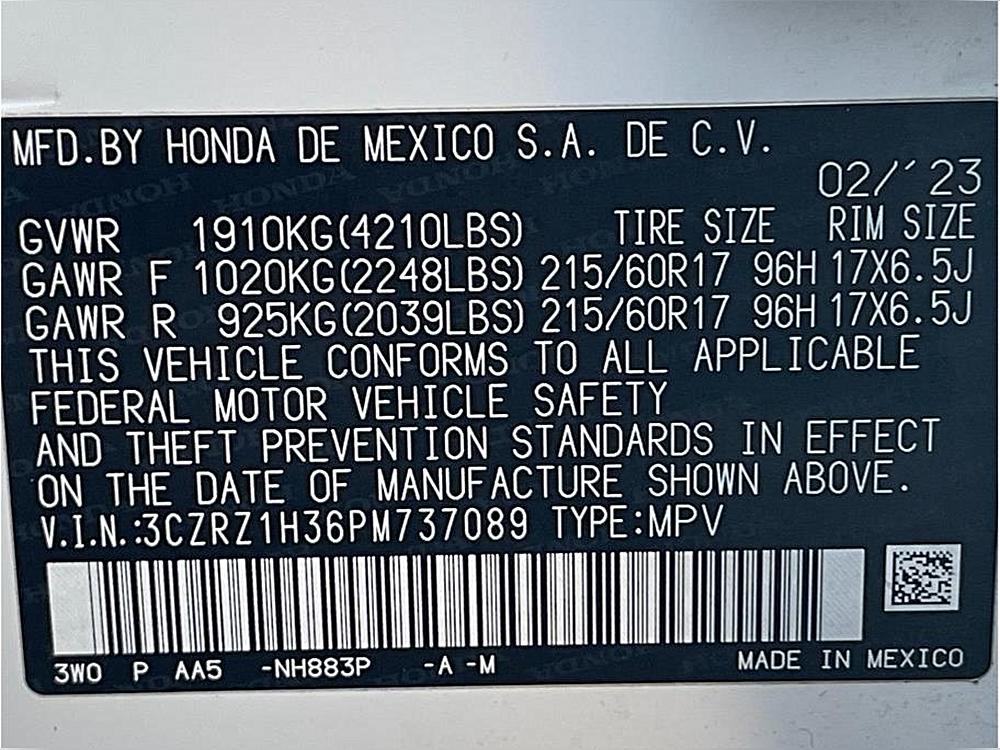 MFD.BY HONDA DE MEXICO S.A. DE C.V.
02/´23
GVWR 1910KG(4210LBS) TIRE SIZE RIM SIZE
GAWR F 1020KG(2248LBS) 215/60R17 96H 17X6.5J
GAWR R 925KG(2039LBS) 215/60R17 96H 17X6.5J
THIS VEHICLE CONFORMS TO ALL APPLICABLE
FEDERAL MOTOR VEHICLE SAFETY
AND THEFT PREVENTION STANDARDS IN EFFECT
ON THE DATE OF MANUFACTURE SHOWN ABOVE.
V.I.N.:3CZRZ1H36PM737089 TYPE:MPV
3W0 P AA5 -NH883P -A -M MADE IN MEXICO